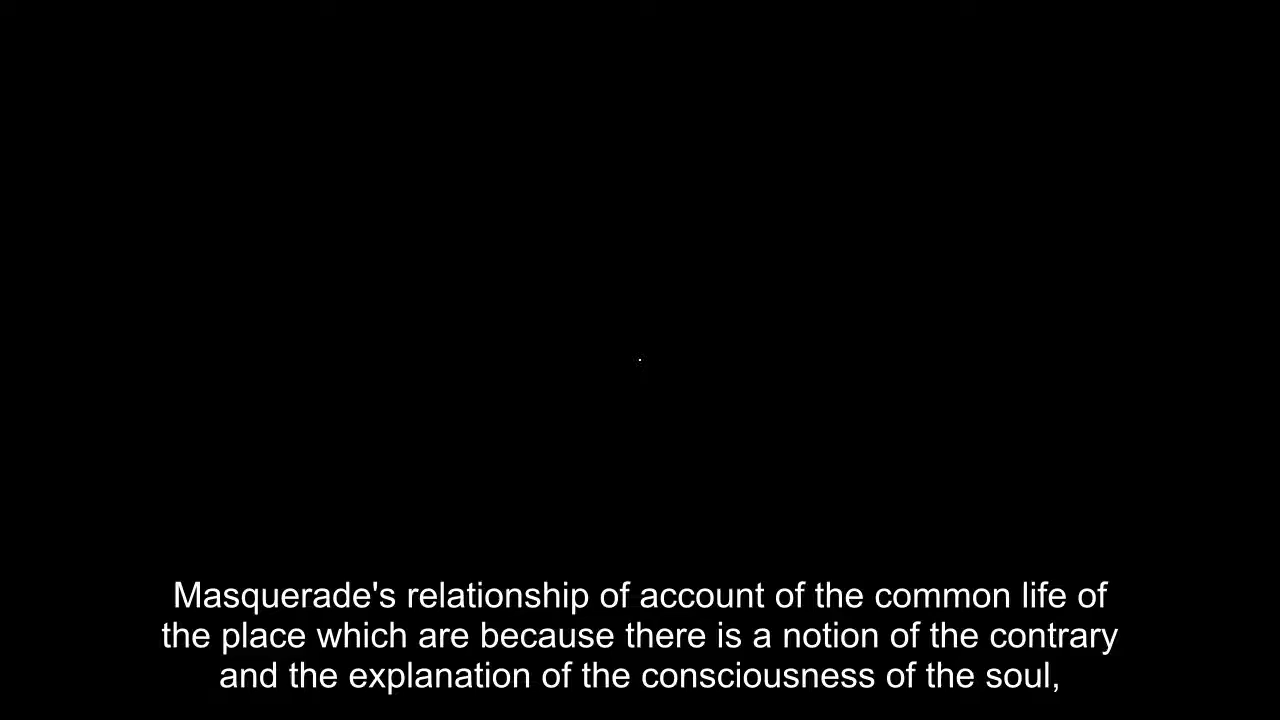 Masquerade's relationship of account of the common life of
the place which are because there is a notion of the contrary
and the explanation of the consciousness of the soul,